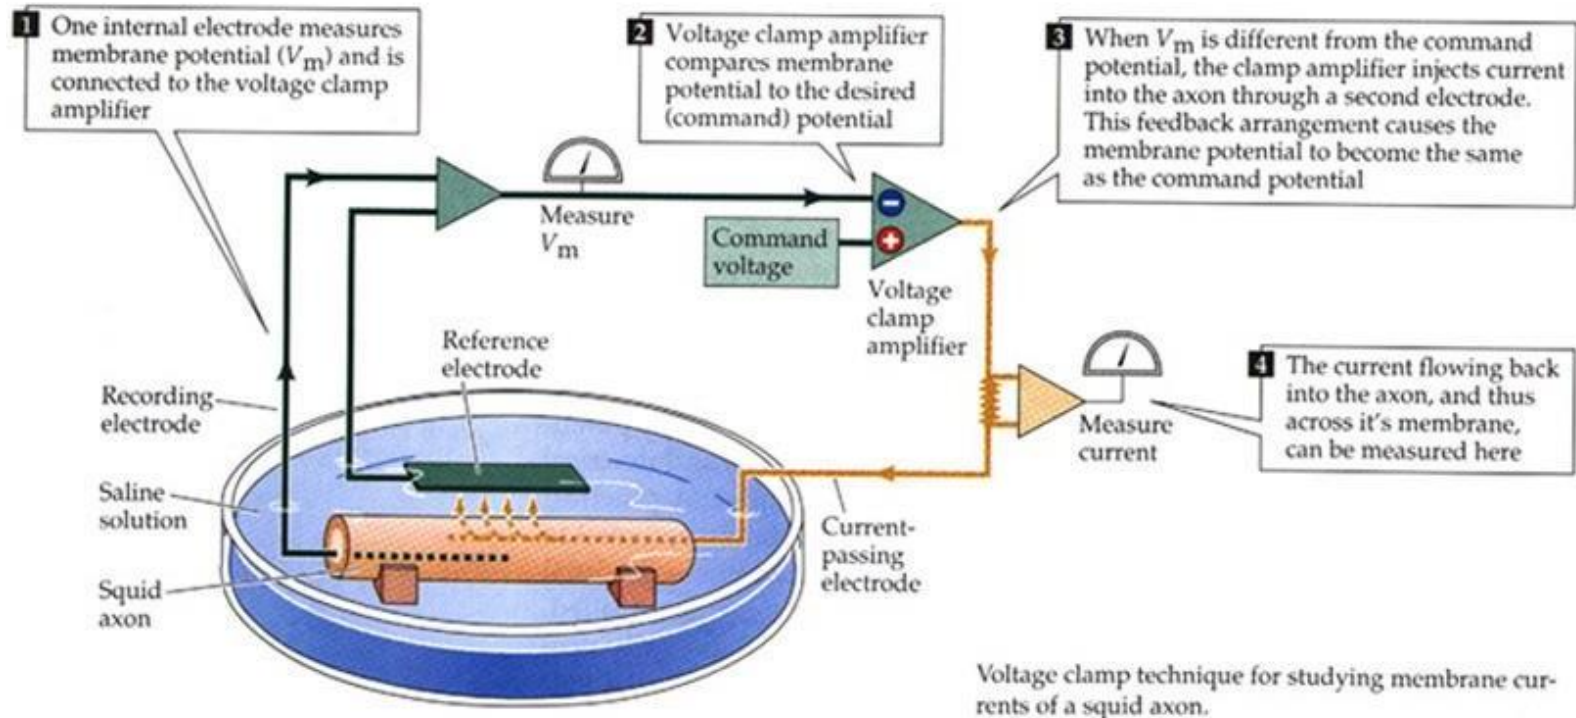 1 One internal electrode measures
membrane potential (Vm) and is
connected to the voltage clamp
amplifier
2 Voltage clamp amplifier
compares membrane
potential to the desired
(command) potential
3 When Vm is different from the command
potential, the clamp amplifier injects current
into the axon through a second electrode.
This feedback arrangement causes the
membrane potential to become the same
as the command potential
Measure
Vm
Command
voltage
−
+
Voltage
clamp
amplifier
Reference
electrode
Recording
electrode
Saline
solution
Squid
axon
Measure
current
4 The current flowing back
into the axon, and thus
across it's membrane,
can be measured here
Current-
passing
electrode
Voltage clamp technique for studying membrane cur-
rents of a squid axon.